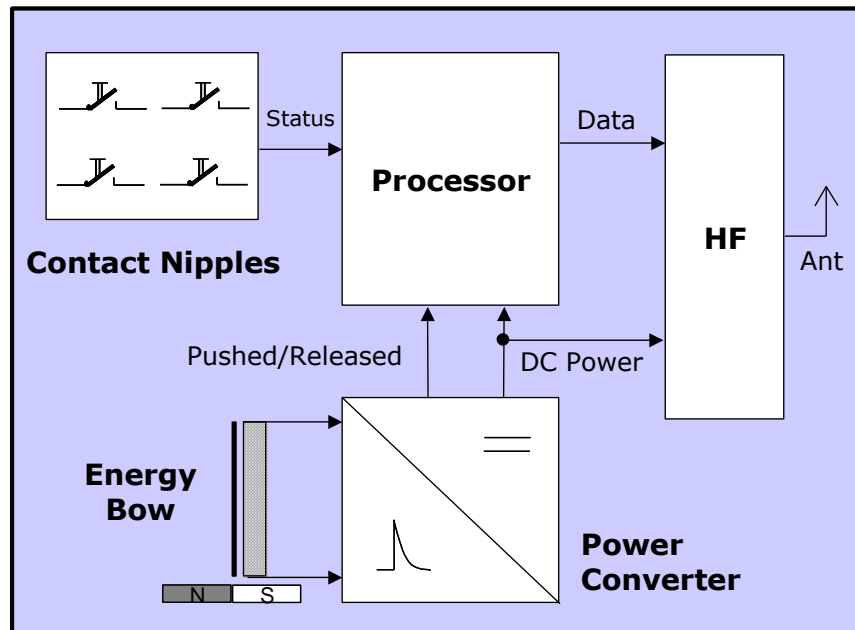 Status
Data
Processor
HF
Contact Nipples
Ant
Pushed/Released
DC Power
Energy
Bow
Power
Converter
N
S